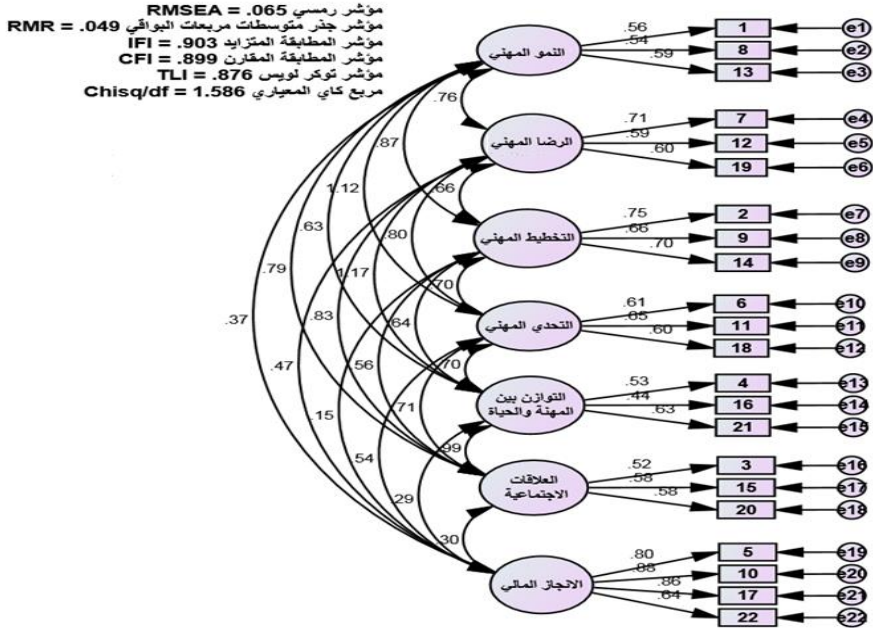 مؤشر رمسي RMSEA = .065
مؤشر جذر متوسطات مربعات البواقي RMR = .049
مؤشر المطابقة المتزايد IFI = .903
مؤشر المطابقة المقارن CFI = .899
مؤشر توكر لويس TLI = .876
مربع كاي المعياري Chisq/df = 1.586
النمو المهني
.56
.54
.59
1
8
13
e1
e2
e3
.76
الرضا المهني
.71
.59
.60
7
12
19
e4
e5
e6
.87
1.12
.66
.63
.80
التخطيط المهني
.75
.66
.70
2
9
14
e7
e8
e9
.79
1.17
.70
.37
.83
.64
التحدي المهني
.61
.65
.60
6
11
18
e10
e11
e12
.47
.56
.70
التوازن بين
المهنة والحياة
.53
.44
.63
4
16
21
e13
e14
e15
.15
.71
.54
.99
العلاقات
الاجتماعية
.52
.58
.58
3
15
20
e16
e17
e18
.29
.30
الانجاز المالي
.80
.88
.86
.64
5
10
17
22
e19
e20
e21
e22